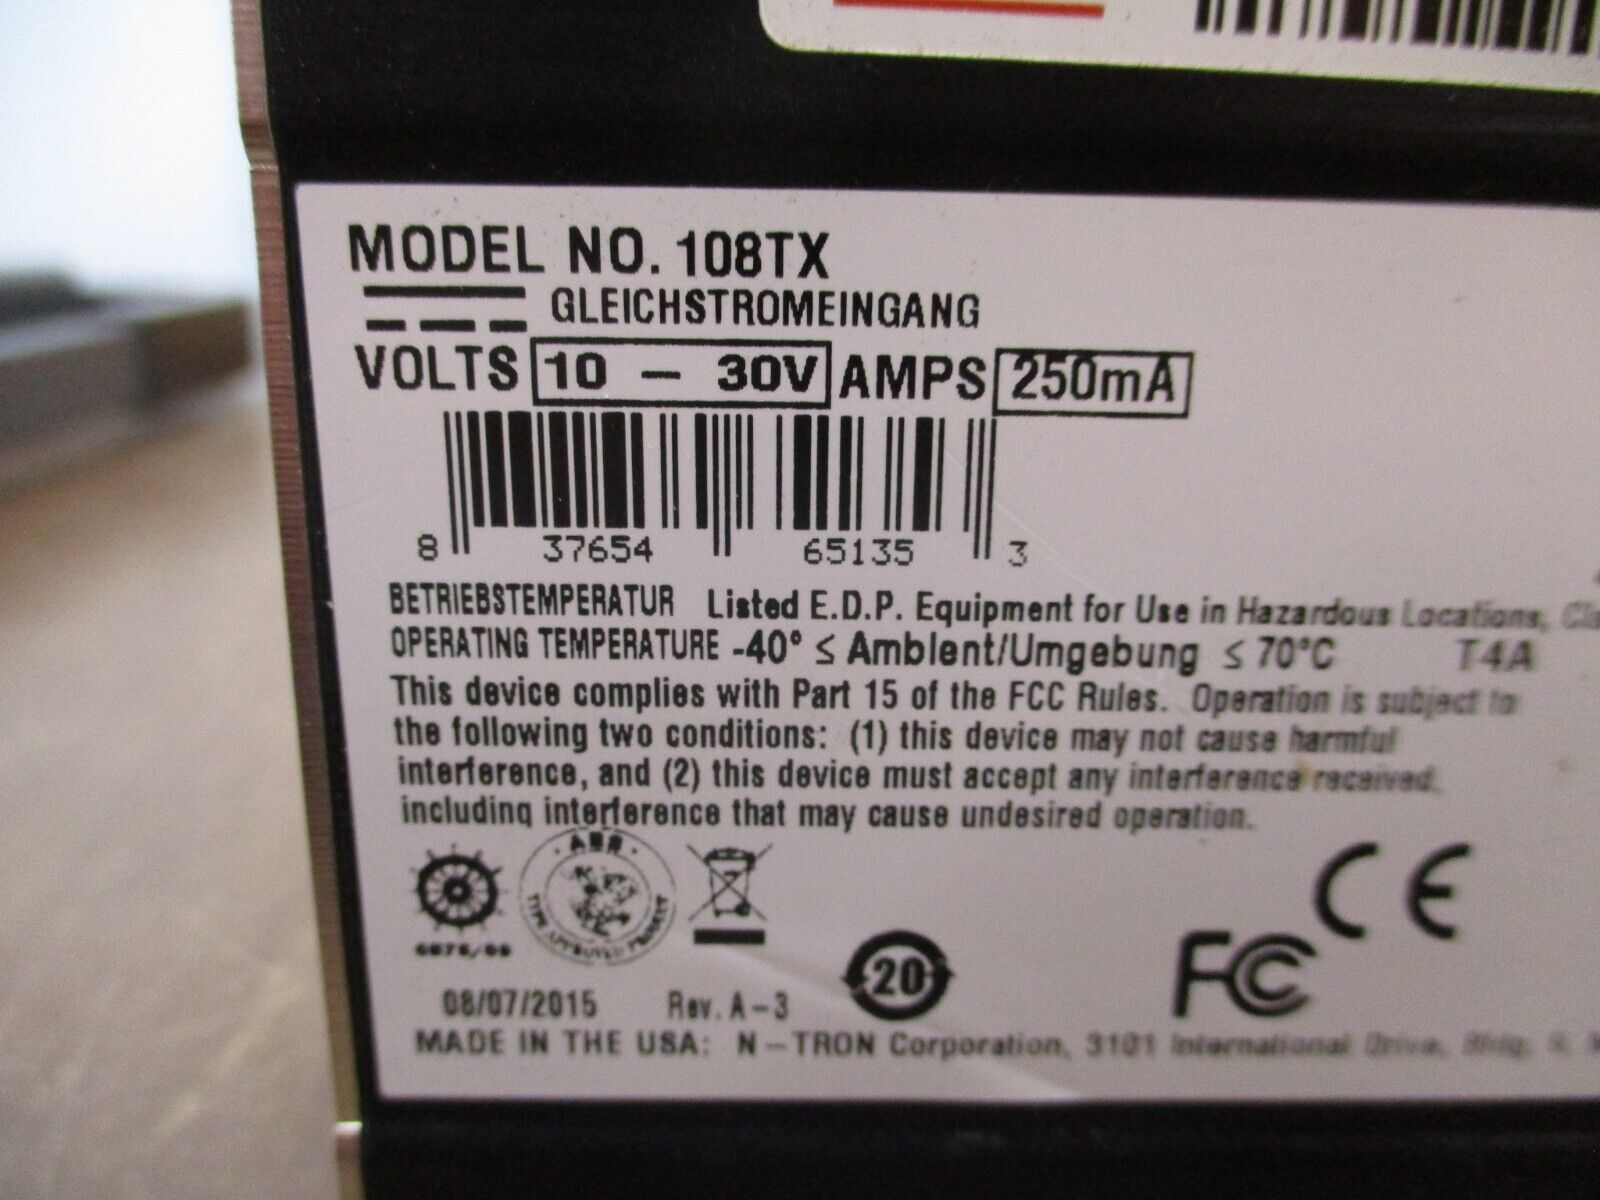 MODEL NO. 108TX
GLEICHSTROMEINGANG
VOLTS 10 – 30V AMPS 250mA
8 37654 65135 3
BETRIEBSTEMPERATUR Listed E.D.P. Equipment for Use in Hazardous Locations,
OPERATING TEMPERATURE -40° ≤ Ambient/Umgebung ≤ 70°C T4A
This device complies with Part 15 of the FCC Rules. Operation is subject to
the following two conditions: (1) this device may not cause harmful
interference, and (2) this device must accept any interference received,
including interference that may cause undesired operation.
· ABS ·
TYPE APPROVED PRODUCT
CE
20
FC
08/07/2015 Rev. A-3
MADE IN THE USA: N-TRON Corporation, 3101 International Drive, Bldg.